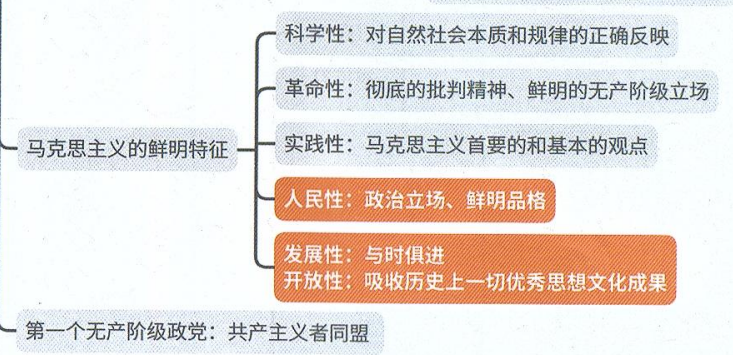 科学性：对自然社会本质和规律的正确反映
革命性：彻底的批判精神、鲜明的无产阶级立场
马克思主义的鲜明特征
实践性：马克思主义首要的和基本的观点
人民性：政治立场、鲜明品格
发展性：与时俱进
开放性：吸收历史上一切优秀思想文化成果
第一个无产阶级政党：共产主义者同盟